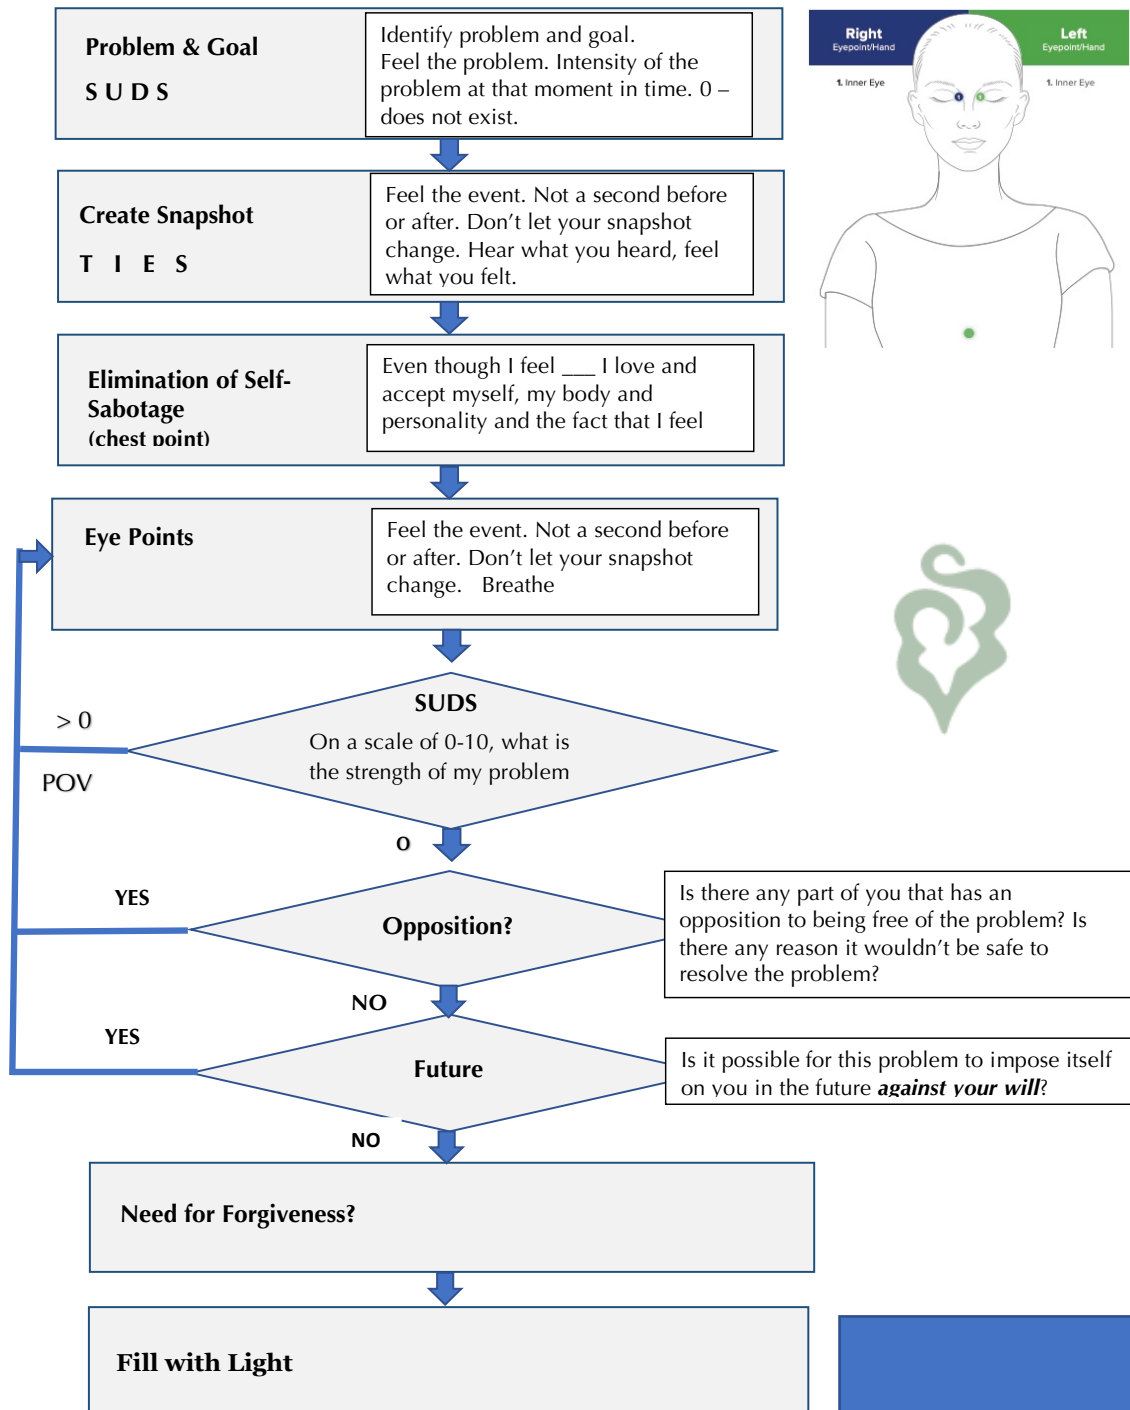 Problem & Goal
S U D S
Identify problem and goal.
Feel the problem. Intensity of the
problem at that moment in time. 0 –
does not exist.
Right
Eyepoint/Hand
Left
Eyepoint/Hand
1. Inner Eye
1. Inner Eye
1
1
Create Snapshot
T I E S
Feel the event. Not a second before
or after. Don’t let your snapshot
change. Hear what you heard, feel
what you felt.
Elimination of Self-
Sabotage
(chest point)
Even though I feel ___ I love and
accept myself, my body and
personality and the fact that I feel
Eye Points
Feel the event. Not a second before
or after. Don’t let your snapshot
change. Breathe
SUDS
On a scale of 0-10, what is
the strength of my problem
> 0
POV
0
YES
Opposition?
Is there any part of you that has an
opposition to being free of the problem? Is
there any reason it wouldn’t be safe to
resolve the problem?
NO
YES
Future
Is it possible for this problem to impose itself
on you in the future against your will?
NO
Need for Forgiveness?
Fill with Light